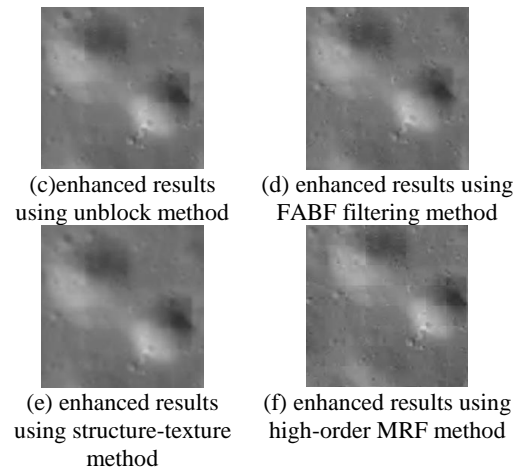 (c)enhanced results
using unblock method
(d) enhanced results using
FABF filtering method
(e) enhanced results
using structure-texture
method
(f) enhanced results using
high-order MRF method